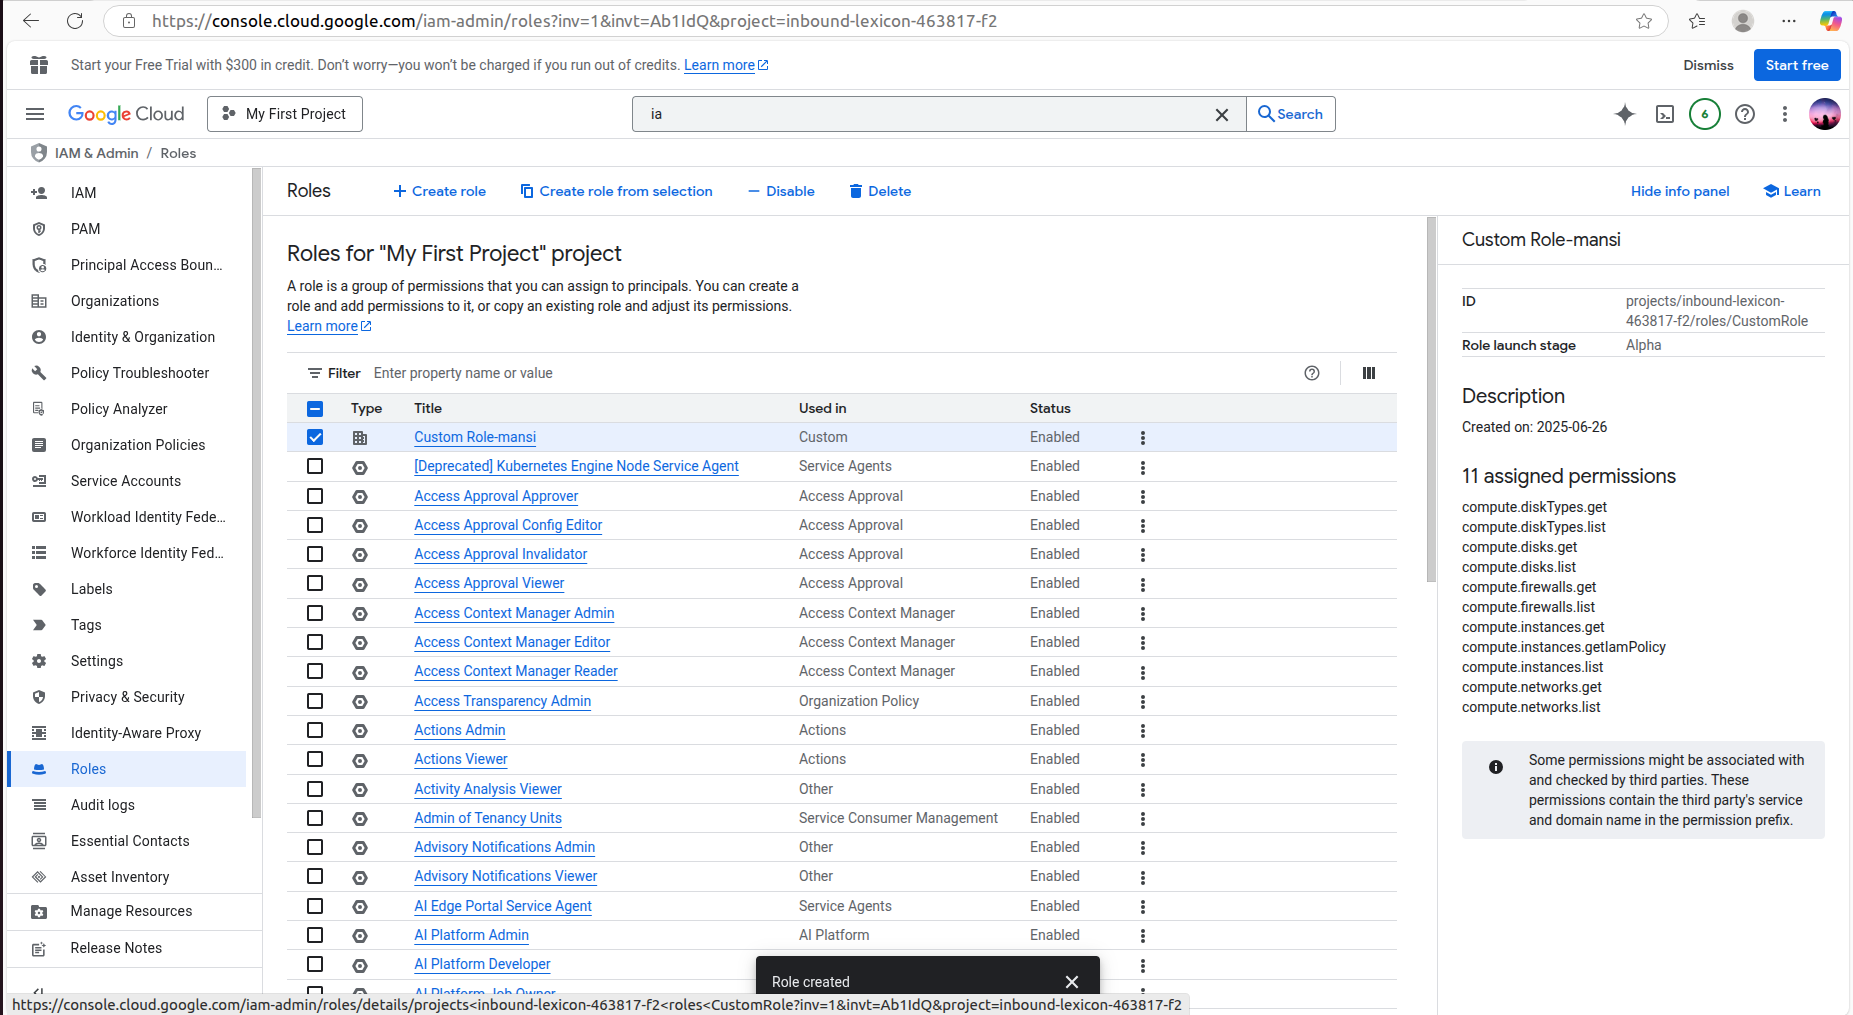 https://console.cloud.google.com/iam-admin/roles?inv=1&invt=Ab1IdQ&project=inbound-lexicon-463817-f2
Start your Free Trial with $300 in credit. Don't worry—you won't be charged if you run out of credits. Learn more
Dismiss
Start free
Google Cloud
My First Project
ia
Search
6
IAM & Admin / Roles
IAM
PAM
Principal Access Boun...
Organizations
Identity & Organization
Policy Troubleshooter
Policy Analyzer
Organization Policies
Service Accounts
Workload Identity Fede...
Workforce Identity Fed...
Labels
Tags
Settings
Privacy & Security
Identity-Aware Proxy
Roles
Audit logs
Essential Contacts
Asset Inventory
Manage Resources
Release Notes
Roles
Create role
Create role from selection
Disable
Delete
Hide info panel
Learn
Roles for "My First Project" project
A role is a group of permissions that you can assign to principals. You can create a
role and add permissions to it, or copy an existing role and adjust its permissions.
Learn more
Filter Enter property name or value
Type Title Used in Status
Custom Role-mansi Custom Enabled
[Deprecated] Kubernetes Engine Node Service Agent Service Agents Enabled
Access Approval Approver Access Approval Enabled
Access Approval Config Editor Access Approval Enabled
Access Approval Invalidator Access Approval Enabled
Access Approval Viewer Access Approval Enabled
Access Context Manager Admin Access Context Manager Enabled
Access Context Manager Editor Access Context Manager Enabled
Access Context Manager Reader Access Context Manager Enabled
Access Transparency Admin Organization Policy Enabled
Actions Admin Actions Enabled
Actions Viewer Actions Enabled
Activity Analysis Viewer Other Enabled
Admin of Tenancy Units Service Consumer Management Enabled
Advisory Notifications Admin Other Enabled
Advisory Notifications Viewer Other Enabled
AI Edge Portal Service Agent Service Agents Enabled
AI Platform Admin AI Platform Enabled
AI Platform Developer
AI Platform Job Owner
Role created
Custom Role-mansi
ID projects/inbound-lexicon-
463817-f2/roles/CustomRole
Role launch stage Alpha
Description
Created on: 2025-06-26
11 assigned permissions
compute.diskTypes.get
compute.diskTypes.list
compute.disks.get
compute.disks.list
compute.firewalls.get
compute.firewalls.list
compute.instances.get
compute.instances.getIamPolicy
compute.instances.list
compute.networks.get
compute.networks.list
Some permissions might be associated with
and checked by third parties. These
permissions contain the third party's service
and domain name in the permission prefix.
https://console.cloud.google.com/iam-admin/roles/details/projects<inbound-lexicon-463817-f2<roles<CustomRole?inv=1&invt=Ab1IdQ&project=inbound-lexicon-463817-f2